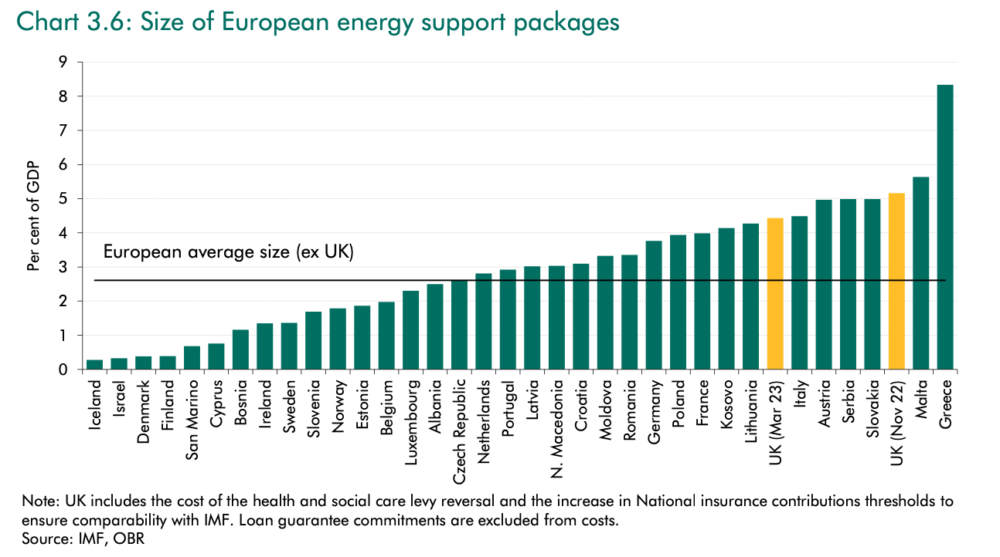 Chart 3.6: Size of European energy support packages
9
8
7
6
5
4
3
2
1
0
Per cent of GDP
European average size (ex UK)
Iceland
Israel
Denmark
Finland
San Marino
Cyprus
Bosnia
Ireland
Sweden
Slovenia
Norway
Estonia
Belgium
Luxembourg
Albania
Czech Republic
Netherlands
Portugal
Latvia
N. Macedonia
Croatia
Moldova
Romania
Germany
Poland
France
Kosovo
Lithuania
UK (Mar 23)
Italy
Austria
Serbia
Slovakia
UK (Nov 22)
Malta
Greece
Note: UK includes the cost of the health and social care levy reversal and the increase in National insurance contributions thresholds to
ensure comparability with IMF. Loan guarantee commitments are excluded from costs.
Source: IMF, OBR